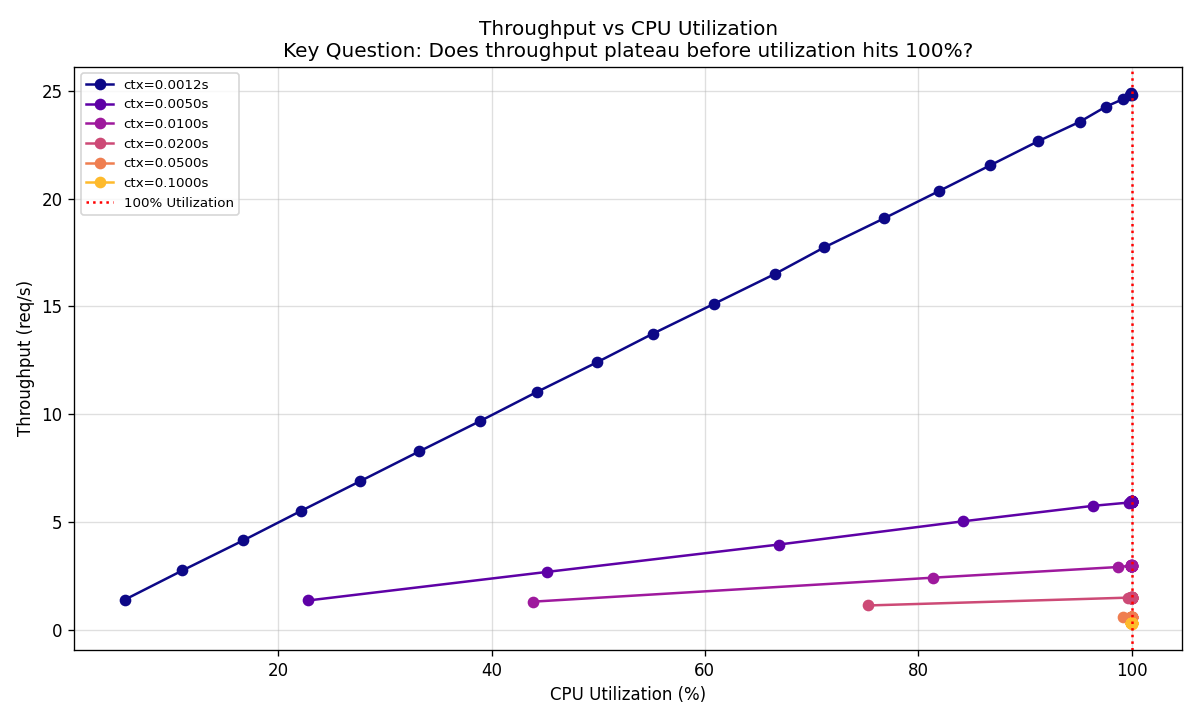 Throughput vs CPU Utilization
Key Question: Does throughput plateau before utilization hits 100%?
ctx=0.0012s
ctx=0.0050s
ctx=0.0100s
ctx=0.0200s
ctx=0.0500s
ctx=0.1000s
100% Utilization
Throughput (req/s)
25
20
15
10
5
0
20
40
60
80
100
CPU Utilization (%)